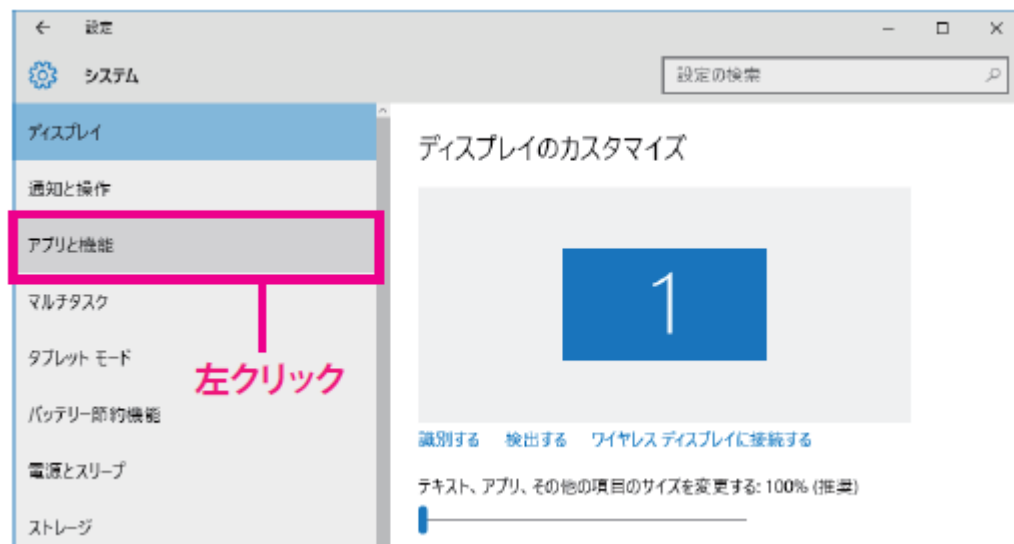 設定
システム
設定の検索
ディスプレイ
通知と操作
アプリと機能
マルチタスク
タブレット モード
バッテリー節約機能
電源とスリープ
ストレージ
左クリック
ディスプレイのカスタマイズ
1
識別する 検出する ワイヤレス ディスプレイに接続する
テキスト、アプリ、その他の項目のサイズを変更する: 100% (推奨)